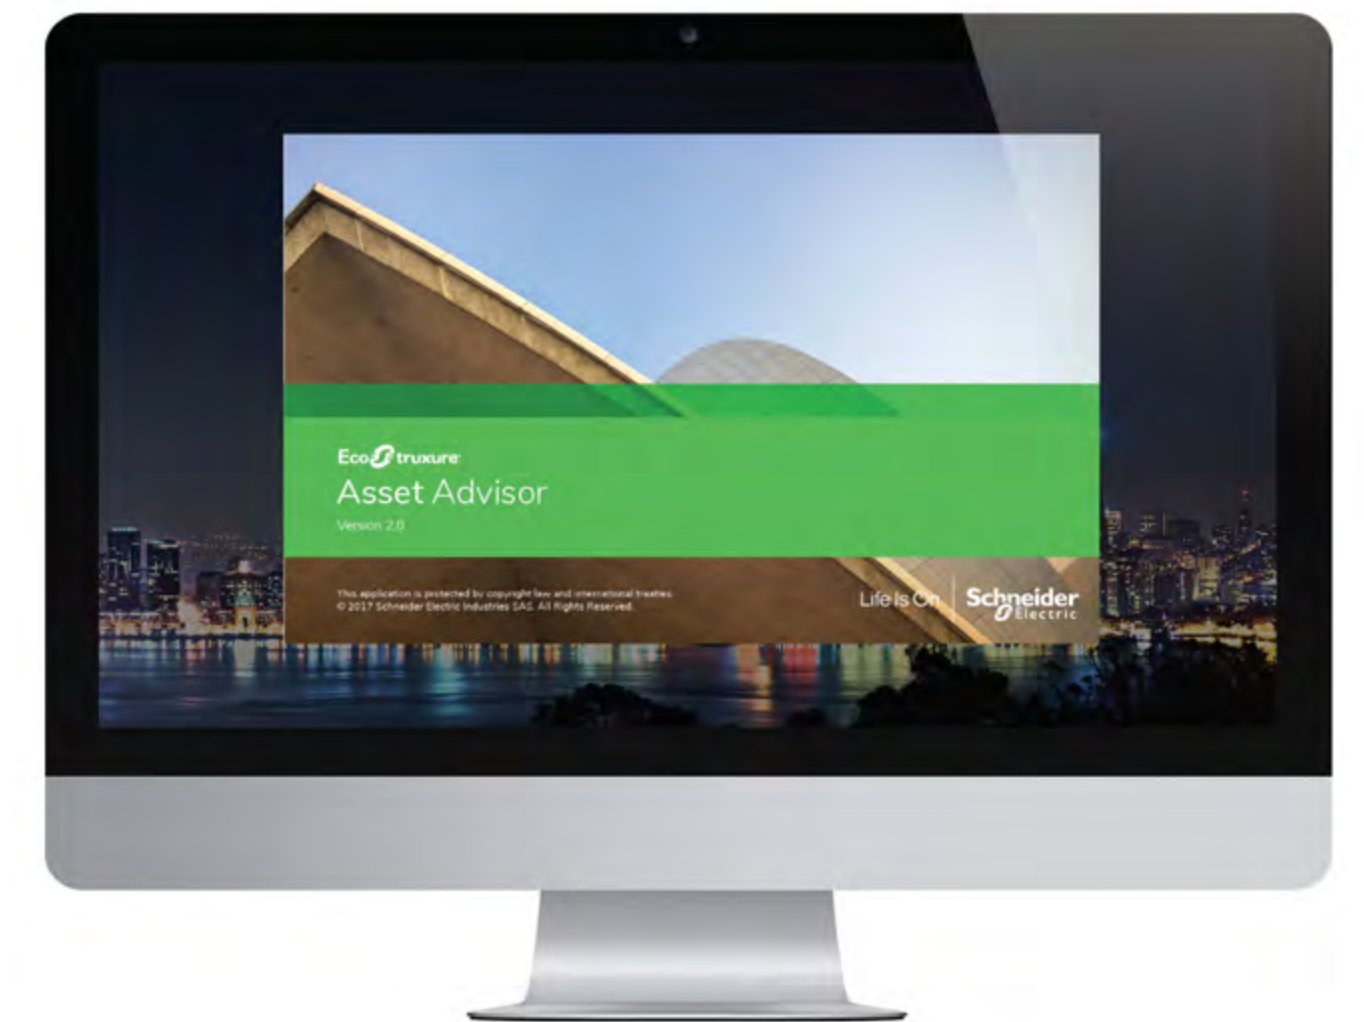 EcoStruxure
Asset Advisor
Version 2.0
This application is protected by copyright law and international treaties.
© 2017 Schneider Electric Industries SAS. All Rights Reserved.
Life Is On
Schneider
Electric